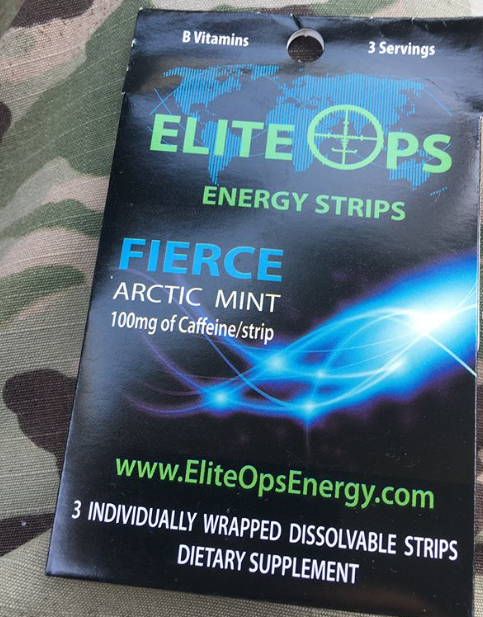 B Vitamins
3 Servings
ELITE OPS
ENERGY STRIPS
FIERCE
ARCTIC MINT
100mg of Caffeine/strip
www.EliteOpsEnergy.com
3 INDIVIDUALLY WRAPPED DISSOLVABLE STRIPS
DIETARY SUPPLEMENT